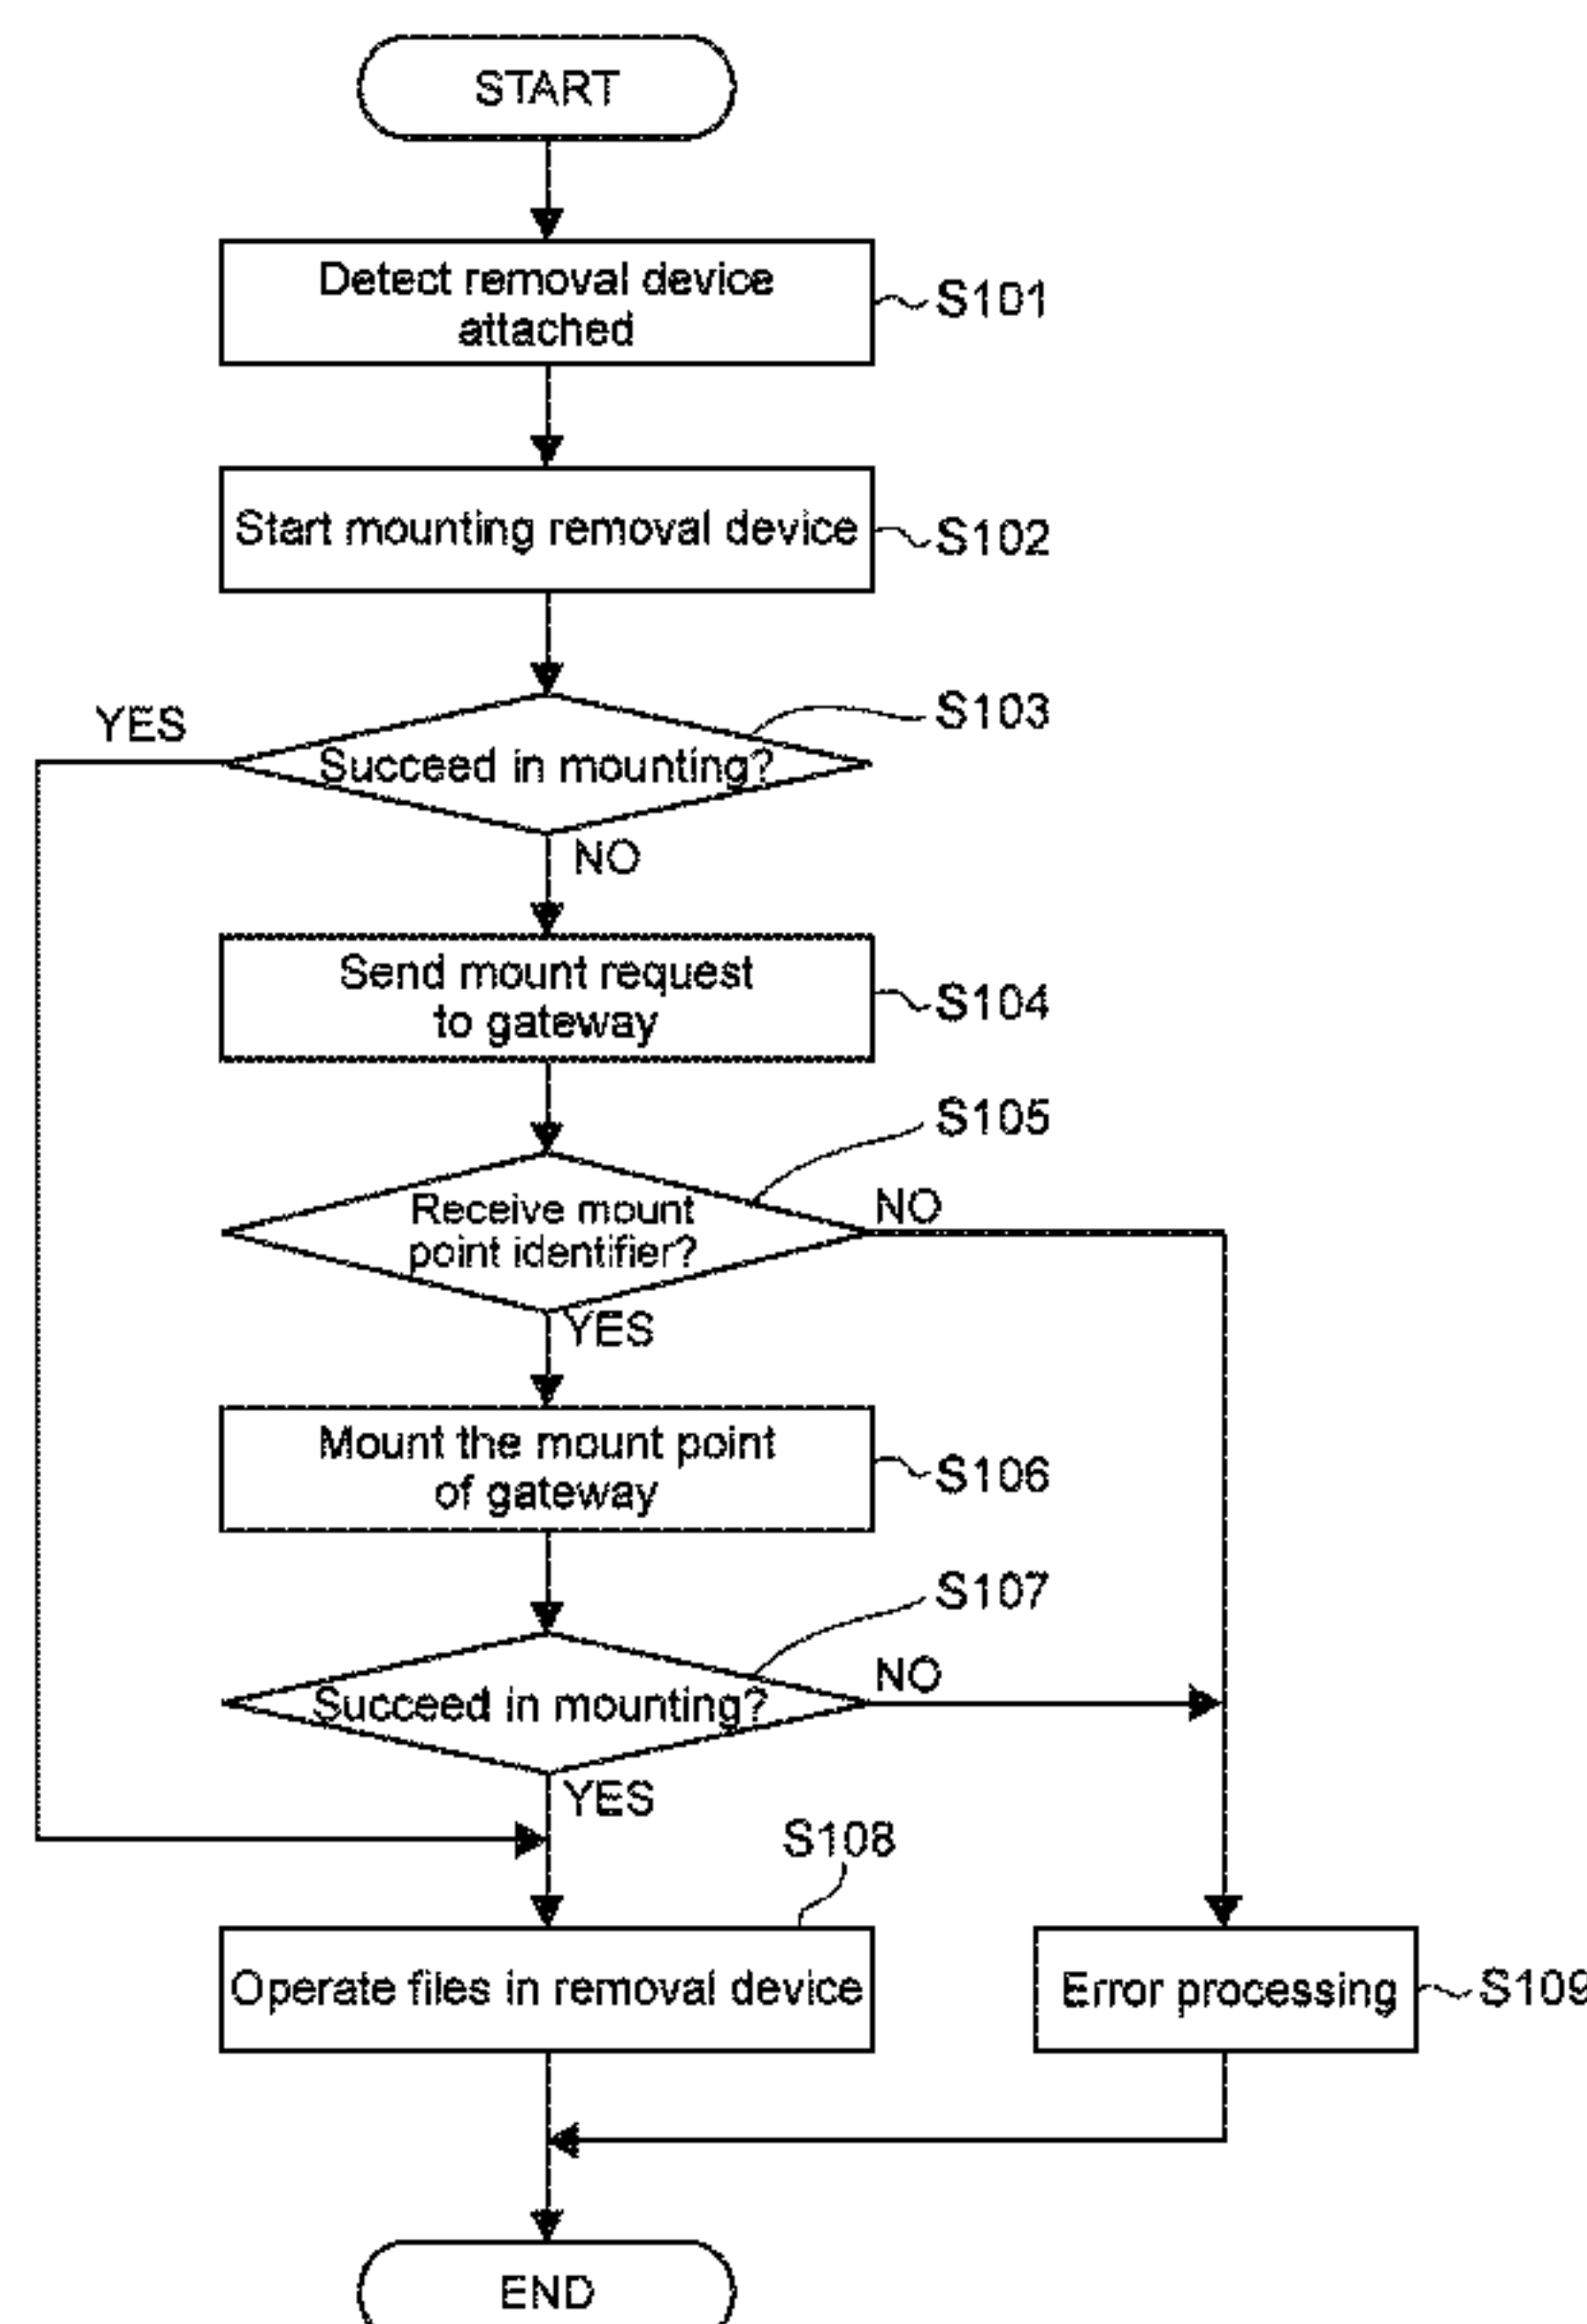 START
Detect removal device
attached
S101
Start mounting removal device
S102
S103
YES
Succeed in mounting?
NO
Send mount request
to gateway
S104
S105
Receive mount
point identifier?
NO
YES
Mount the mount point
of gateway
S106
S107
NO
Succeed in mounting?
YES
S108
Operate files in removal device
Error processing
S109
END